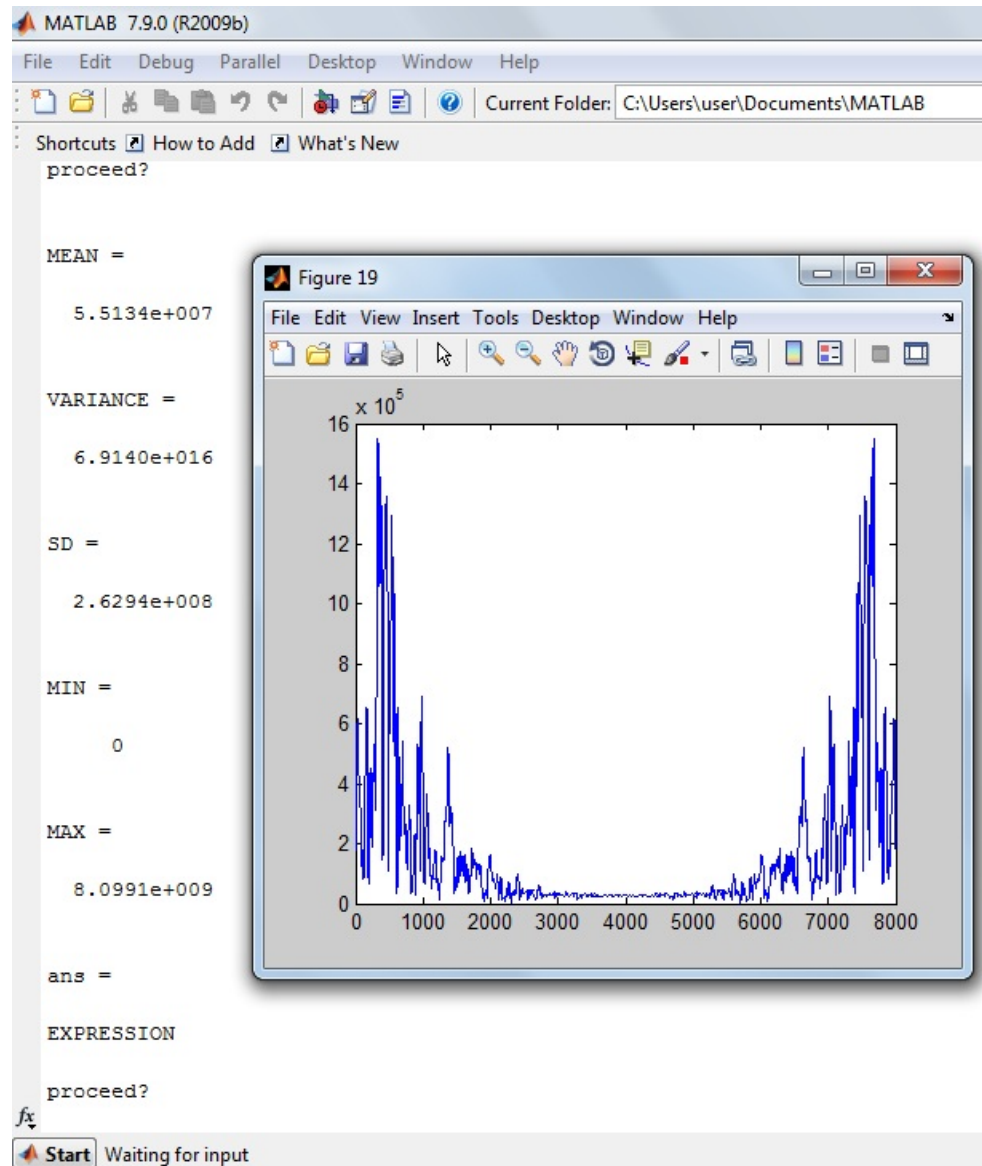 MATLAB 7.9.0 (R2009b)
File Edit Debug Parallel Desktop Window Help
Current Folder: C:\Users\user\Documents\MATLAB
Shortcuts How to Add What's New
proceed?
MEAN =
5.5134e+007
VARIANCE =
6.9140e+016
SD =
2.6294e+008
MIN =
0
MAX =
8.0991e+009
ans =
EXPRESSION
proceed?
fx
Start Waiting for input
Figure 19
File Edit View Insert Tools Desktop Window Help
x 10^5
16
14
12
10
8
6
4
2
0
0 1000 2000 3000 4000 5000 6000 7000 8000